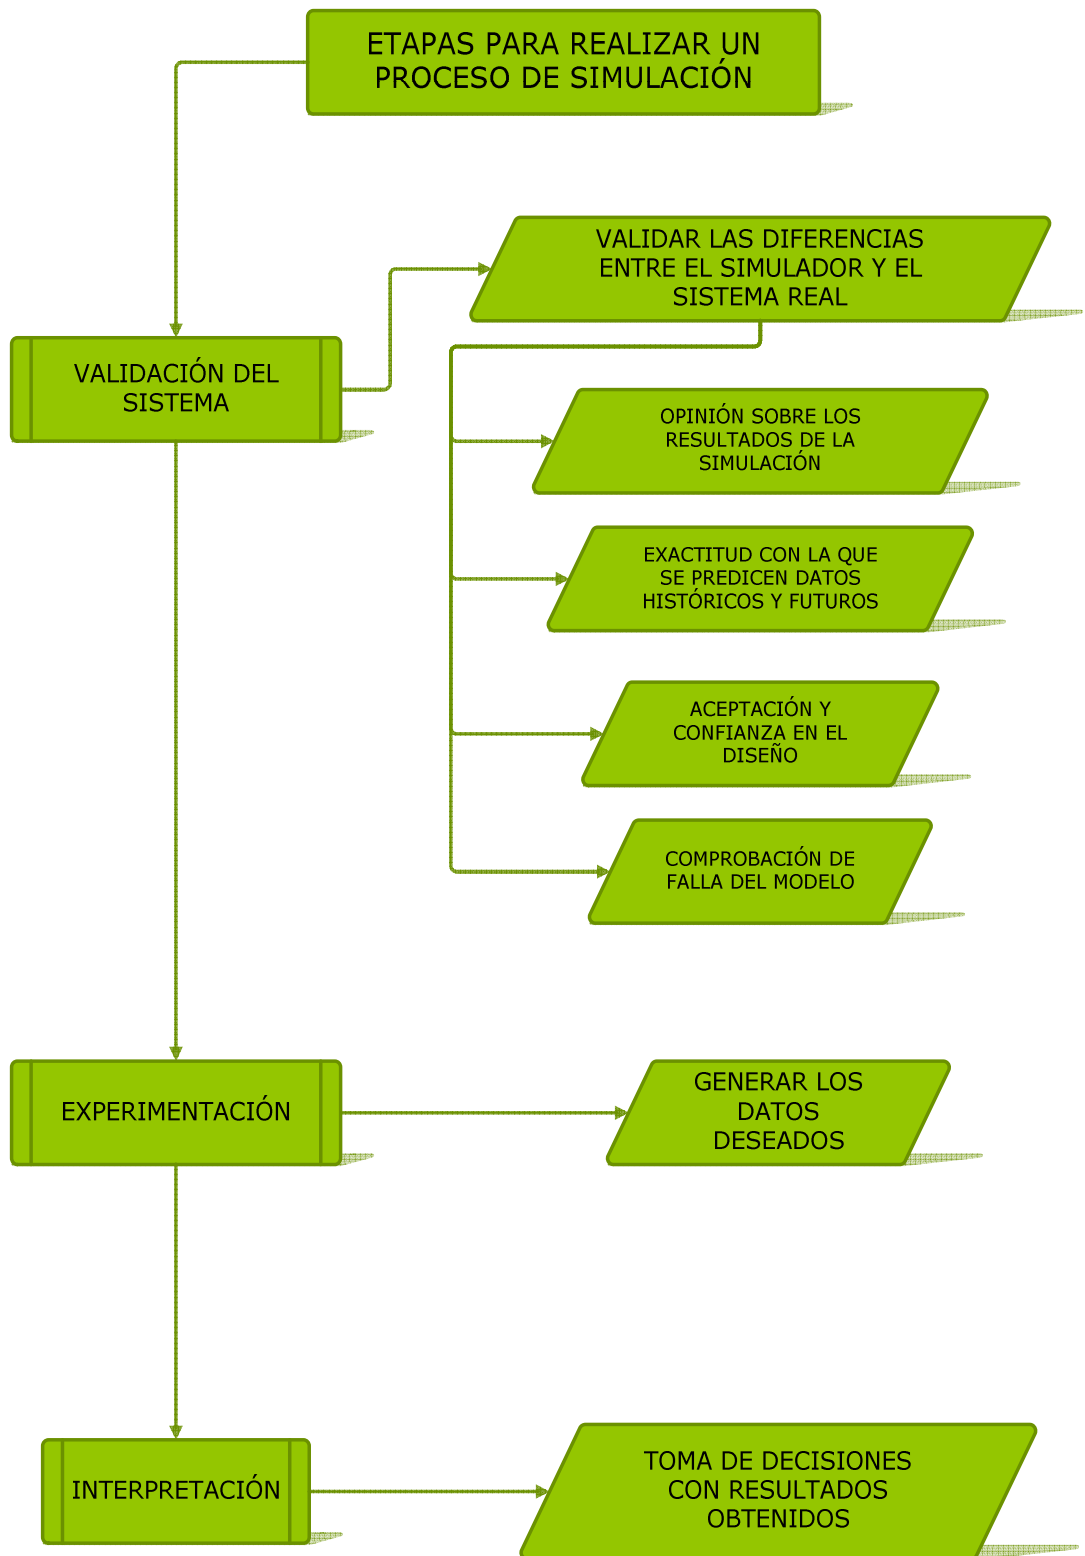 ETAPAS PARA REALIZAR UN
PROCESO DE SIMULACIÓN
VALIDAR LAS DIFERENCIAS
ENTRE EL SIMULADOR Y EL
SISTEMA REAL
VALIDACIÓN DEL
SISTEMA
OPINIÓN SOBRE LOS
RESULTADOS DE LA
SIMULACIÓN
EXACTITUD CON LA QUE
SE PREDICEN DATOS
HISTÓRICOS Y FUTUROS
ACEPTACIÓN Y
CONFIANZA EN EL
DISEÑO
COMPROBACIÓN DE
FALLA DEL MODELO
EXPERIMENTACIÓN
GENERAR LOS
DATOS
DESEADOS
INTERPRETACIÓN
TOMA DE DECISIONES
CON RESULTADOS
OBTENIDOS